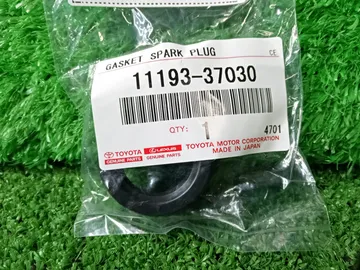 GASKET SPARK PLUG CE
11193-37030
QTY: 1 4701
TOYOTA LEXUS TOYOTA MOTOR CORPORATION
GENUINE PARTS GENUINE PARTS MADE IN JAPAN